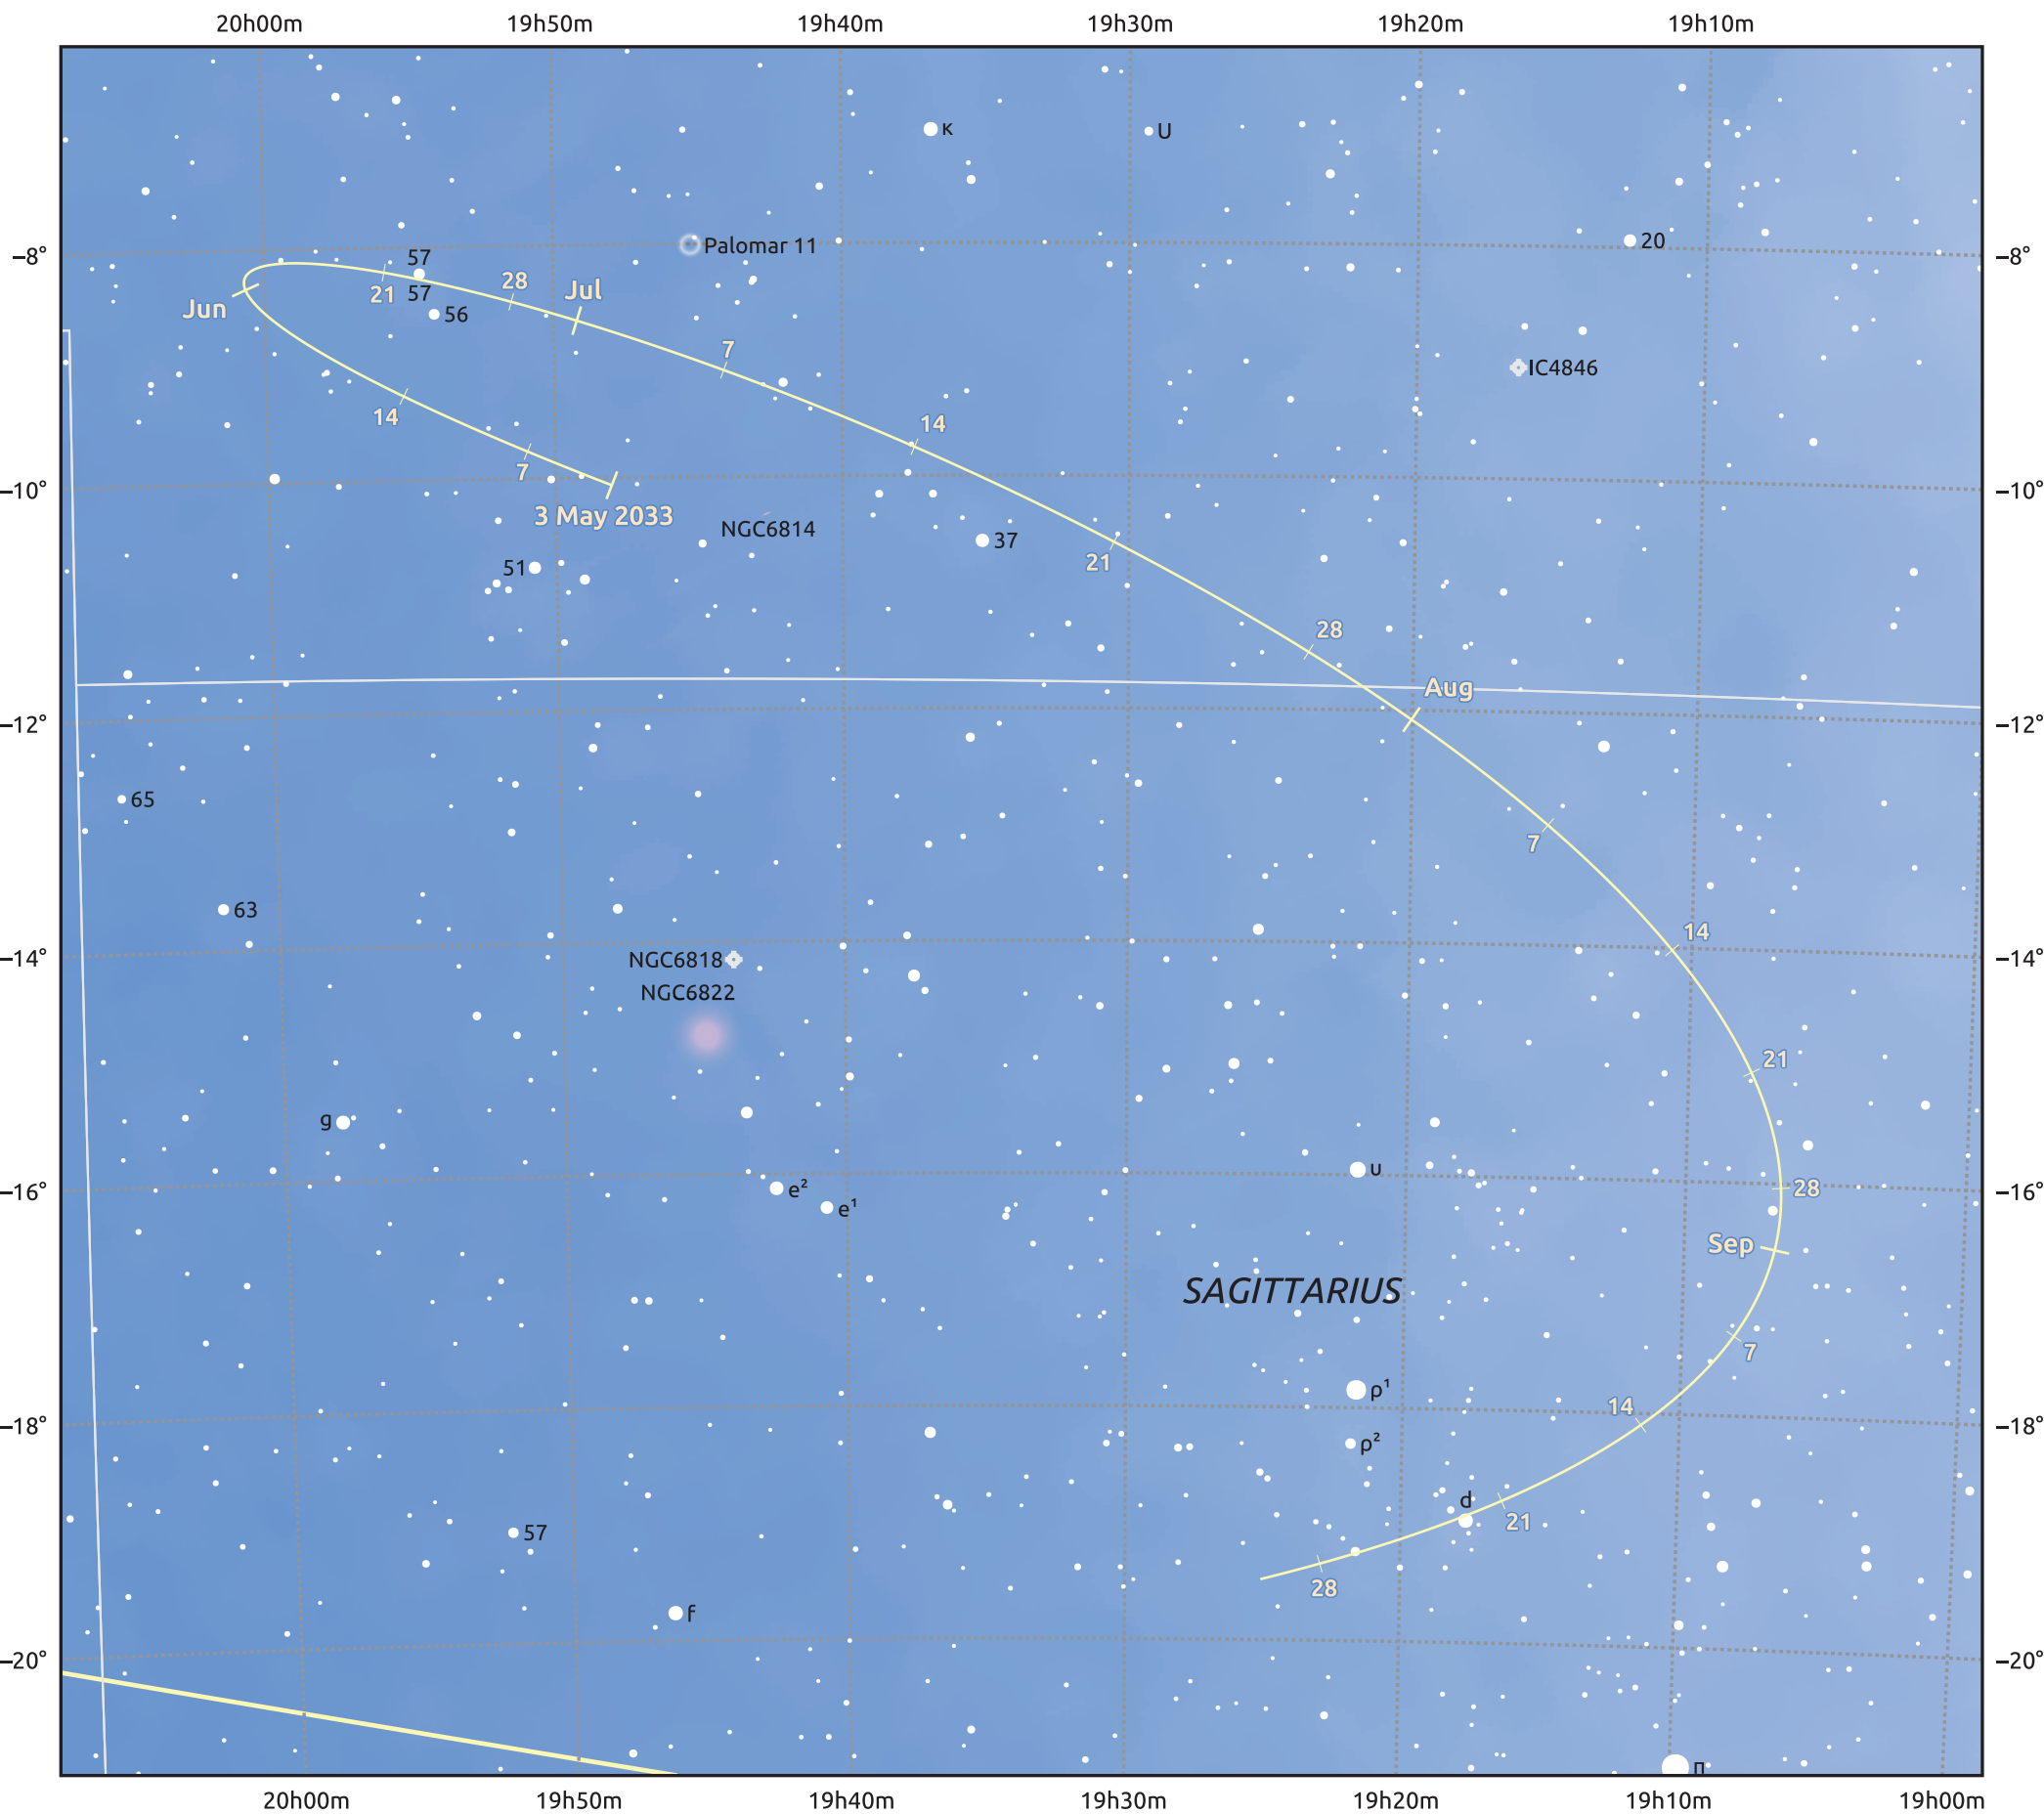 20h00m 19h50m 19h40m 19h30m 19h20m 19h10m
κ U
−8° 57 Palomar 11 20 −8°
Jun 21 57 28 Jul
56
7 IC4846
14 14
−10° 7 −10°
3 May 2033
NGC6814 37
51 21
28
Aug
−12° −12°
65
7
63
14
−14° NGC6818 −14°
NGC6822
21
g
υ
−16° e² e¹ 28 −16°
Sep
SAGITTARIUS
7
ρ¹
14
−18° ρ² −18°
d
57 21
28
f
−20° −20°
π
20h00m 19h50m 19h40m 19h30m 19h20m 19h10m 19h00m